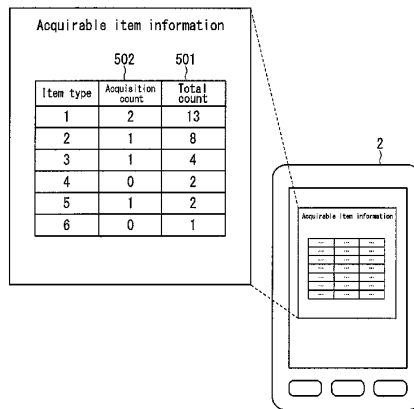 Acquirable item information
502 501
Item type Acquisition count Total count
1 2 13
2 1 8
3 1 4
4 0 2
5 1 2
6 0 1
2
Acquirable item information
... ... ...
... ... ...
... ... ...
... ... ...
... ... ...
... ... ...
... ... ...